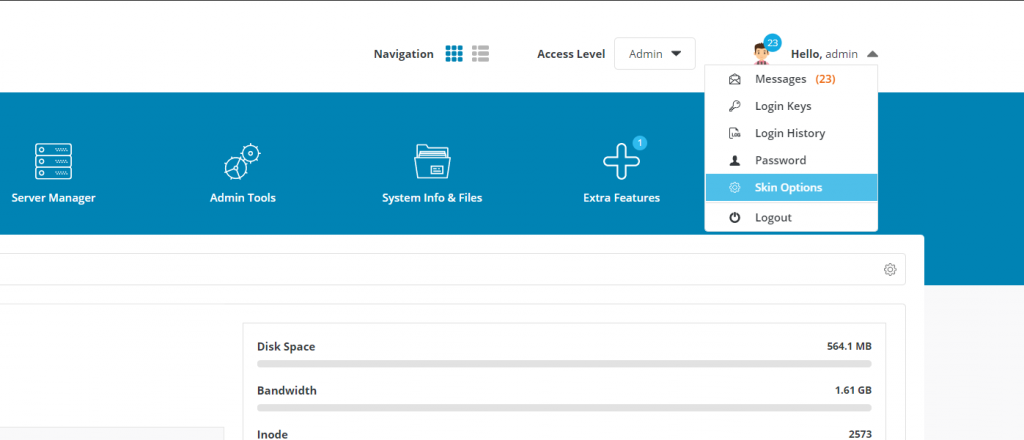 Navigation Access Level Admin 23 Hello, admin
Messages (23)
Login Keys
LOG Login History
Password
Skin Options
Logout
1
Server Manager Admin Tools System Info & Files Extra Features
Disk Space 564.1 MB
Bandwidth 1.61 GB
Inode 2573